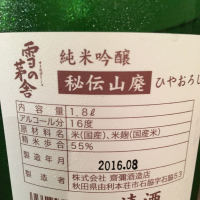 雪の茅舎
純米吟醸
秘伝山廃
ひやおろし
内容量 1.8ℓ
アルコール分 16度
原材料名 米(国産)、米麹(国産米)
精米歩合 55%
製造年月 2016.08
製造者 株式会社 齋彌酒造店
秋田県由利本荘市石脇字石脇53
清酒